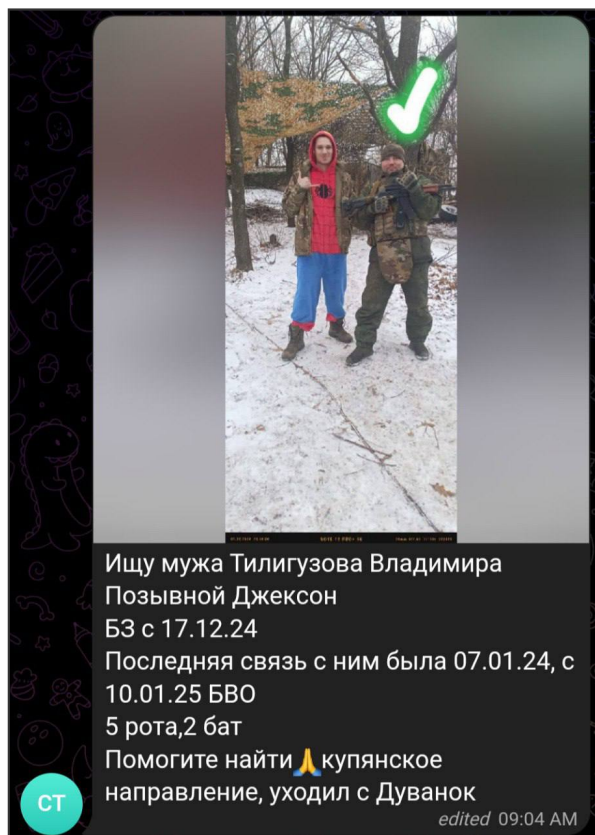 Ищу мужа Тилигузова Владимира
Позывной Джексон
БЗ с 17.12.24
Последняя связь с ним была 07.01.24, с
10.01.25 БВО
5 рота,2 бат
Помогите найти🙏купянское
направление, уходил с Дуванок
edited 09:04 AM
СТ